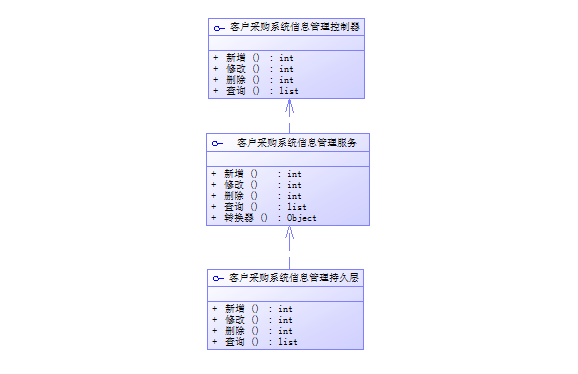 客户采购系统信息管理控制器
+ 新增 () : int
+ 修改 () : int
+ 删除 () : int
+ 查询 () : list
客户采购系统信息管理服务
+ 新增 () : int
+ 修改 () : int
+ 删除 () : int
+ 查询 () : list
+ 转换器 () : Object
客户采购系统信息管理持久层
+ 新增 () : int
+ 修改 () : int
+ 删除 () : int
+ 查询 () : list